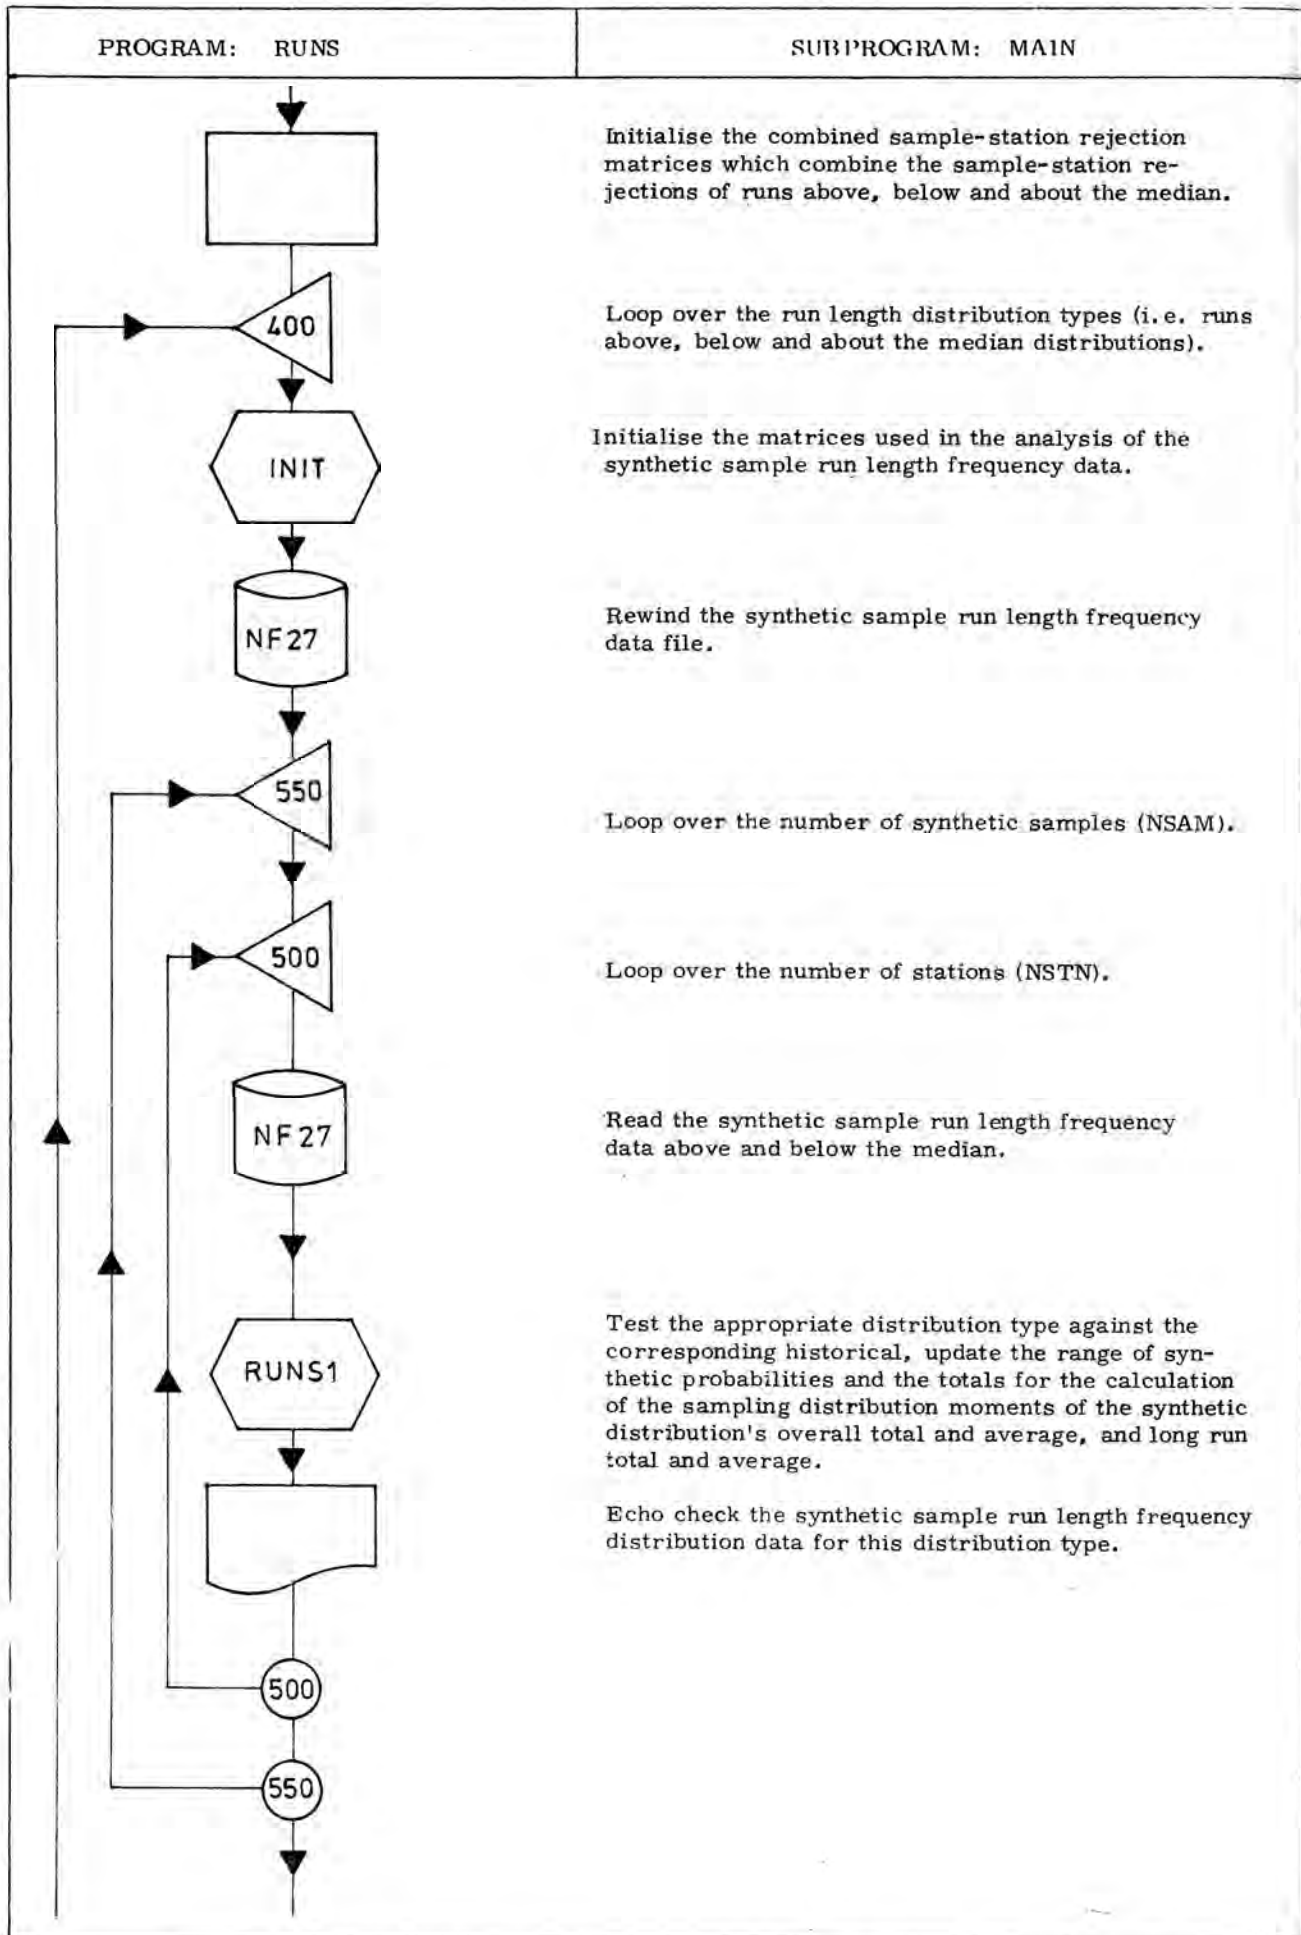 PROGRAM: RUNS
SUBPROGRAM: MAIN
Initialise the combined sample-station rejection
matrices which combine the sample-station re-
jections of runs above, below and about the median.
400
Loop over the run length distribution types (i.e. runs
above, below and about the median distributions).
INIT
Initialise the matrices used in the analysis of the
synthetic sample run length frequency data.
NF27
Rewind the synthetic sample run length frequency
data file.
550
Loop over the number of synthetic samples (NSAM).
500
Loop over the number of stations (NSTN).
NF27
Read the synthetic sample run length frequency
data above and below the median.
RUNS1
Test the appropriate distribution type against the
corresponding historical, update the range of syn-
thetic probabilities and the totals for the calculation
of the sampling distribution moments of the synthetic
distribution's overall total and average, and long run
total and average.
Echo check the synthetic sample run length frequency
distribution data for this distribution type.
500
550